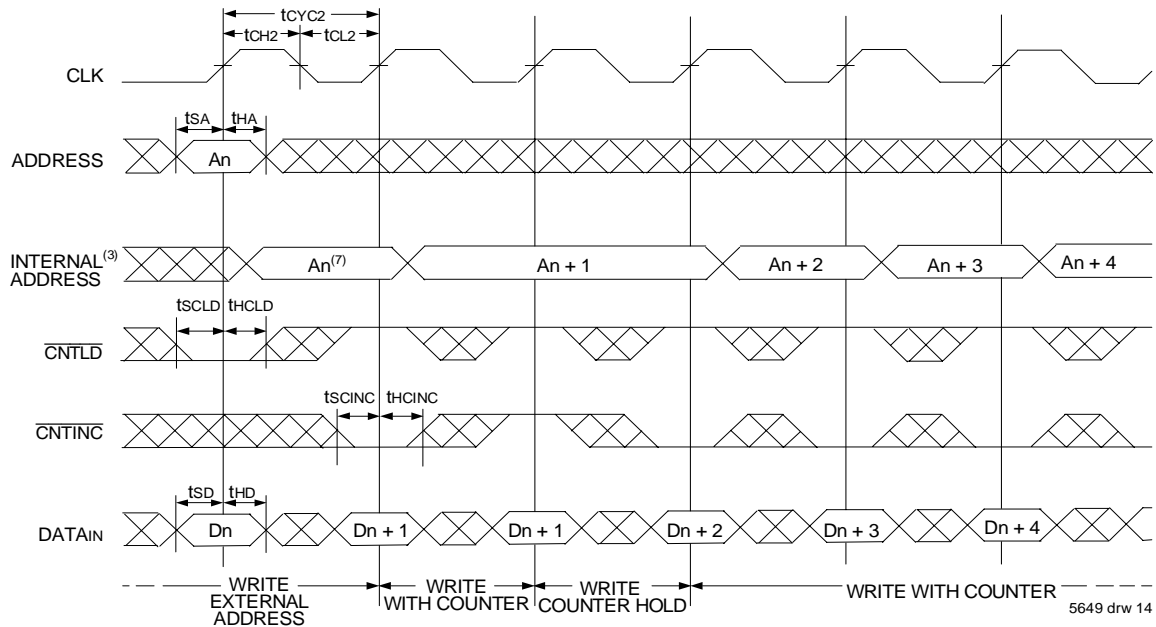 tCYC2
tCH2 tCL2
CLK
tSA tHA
ADDRESS An
INTERNAL(3)
ADDRESS
An(7) An + 1 An + 2 An + 3 An + 4
tSCLD tHCLD
CNTLD
tSCINC tHCINC
CNTINC
tSD tHD
DATAIN Dn Dn + 1 Dn + 1 Dn + 2 Dn + 3 Dn + 4
WRITE
EXTERNAL
ADDRESS
WRITE
WITH COUNTER
WRITE
COUNTER HOLD
WRITE WITH COUNTER
5649 drw 14